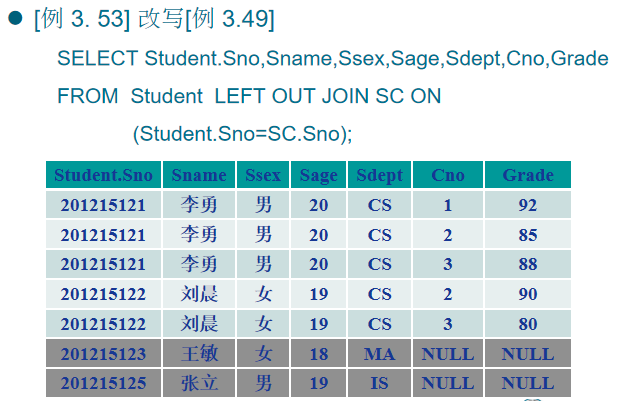 ● [例 3. 53] 改写[例 3.49]
SELECT Student.Sno,Sname,Ssex,Sage,Sdept,Cno,Grade
FROM Student LEFT OUT JOIN SC ON
(Student.Sno=SC.Sno);
Student.Sno Sname Ssex Sage Sdept Cno Grade
201215121 李勇 男 20 CS 1 92
201215121 李勇 男 20 CS 2 85
201215121 李勇 男 20 CS 3 88
201215122 刘晨 女 19 CS 2 90
201215122 刘晨 女 19 CS 3 80
201215123 王敏 女 18 MA NULL NULL
201215125 张立 男 19 IS NULL NULL